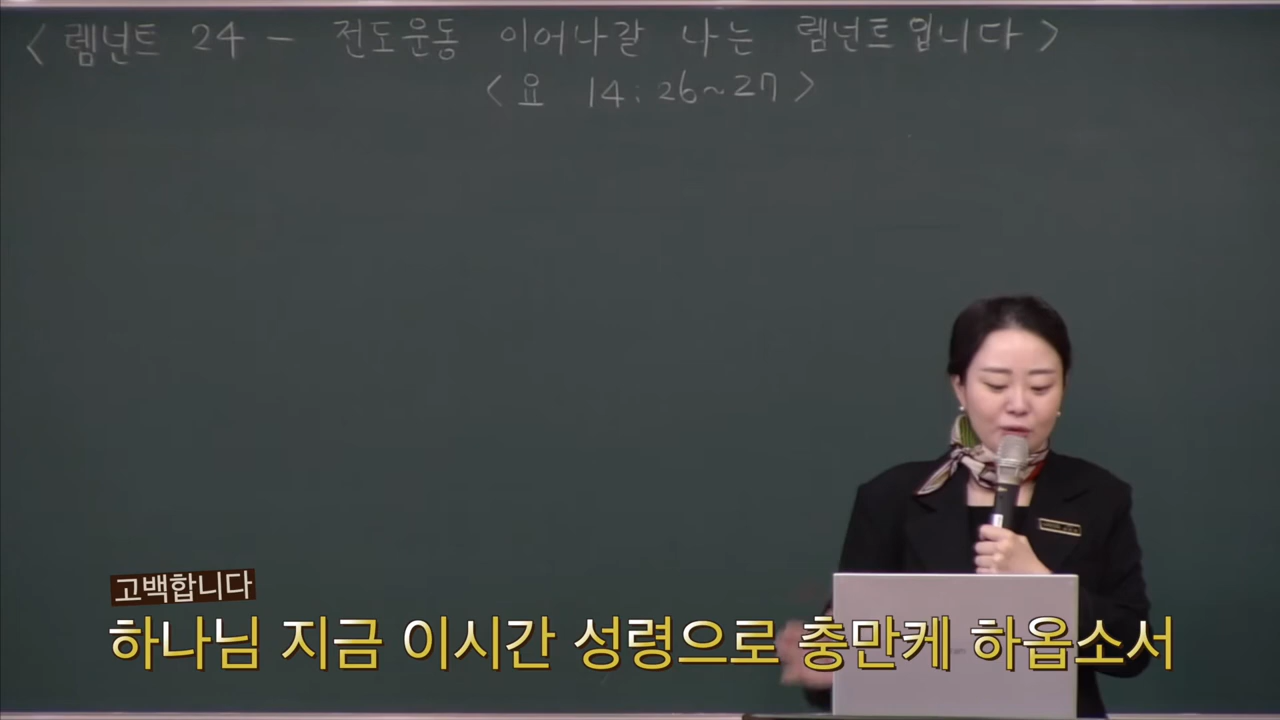 < 렘넌트 24 - 전도운동 이어나갈 나는 렘넌트입니다 >
< 요 14:26~27 >
고백합니다
하나님 지금 이시간 성령으로 충만케 하옵소서